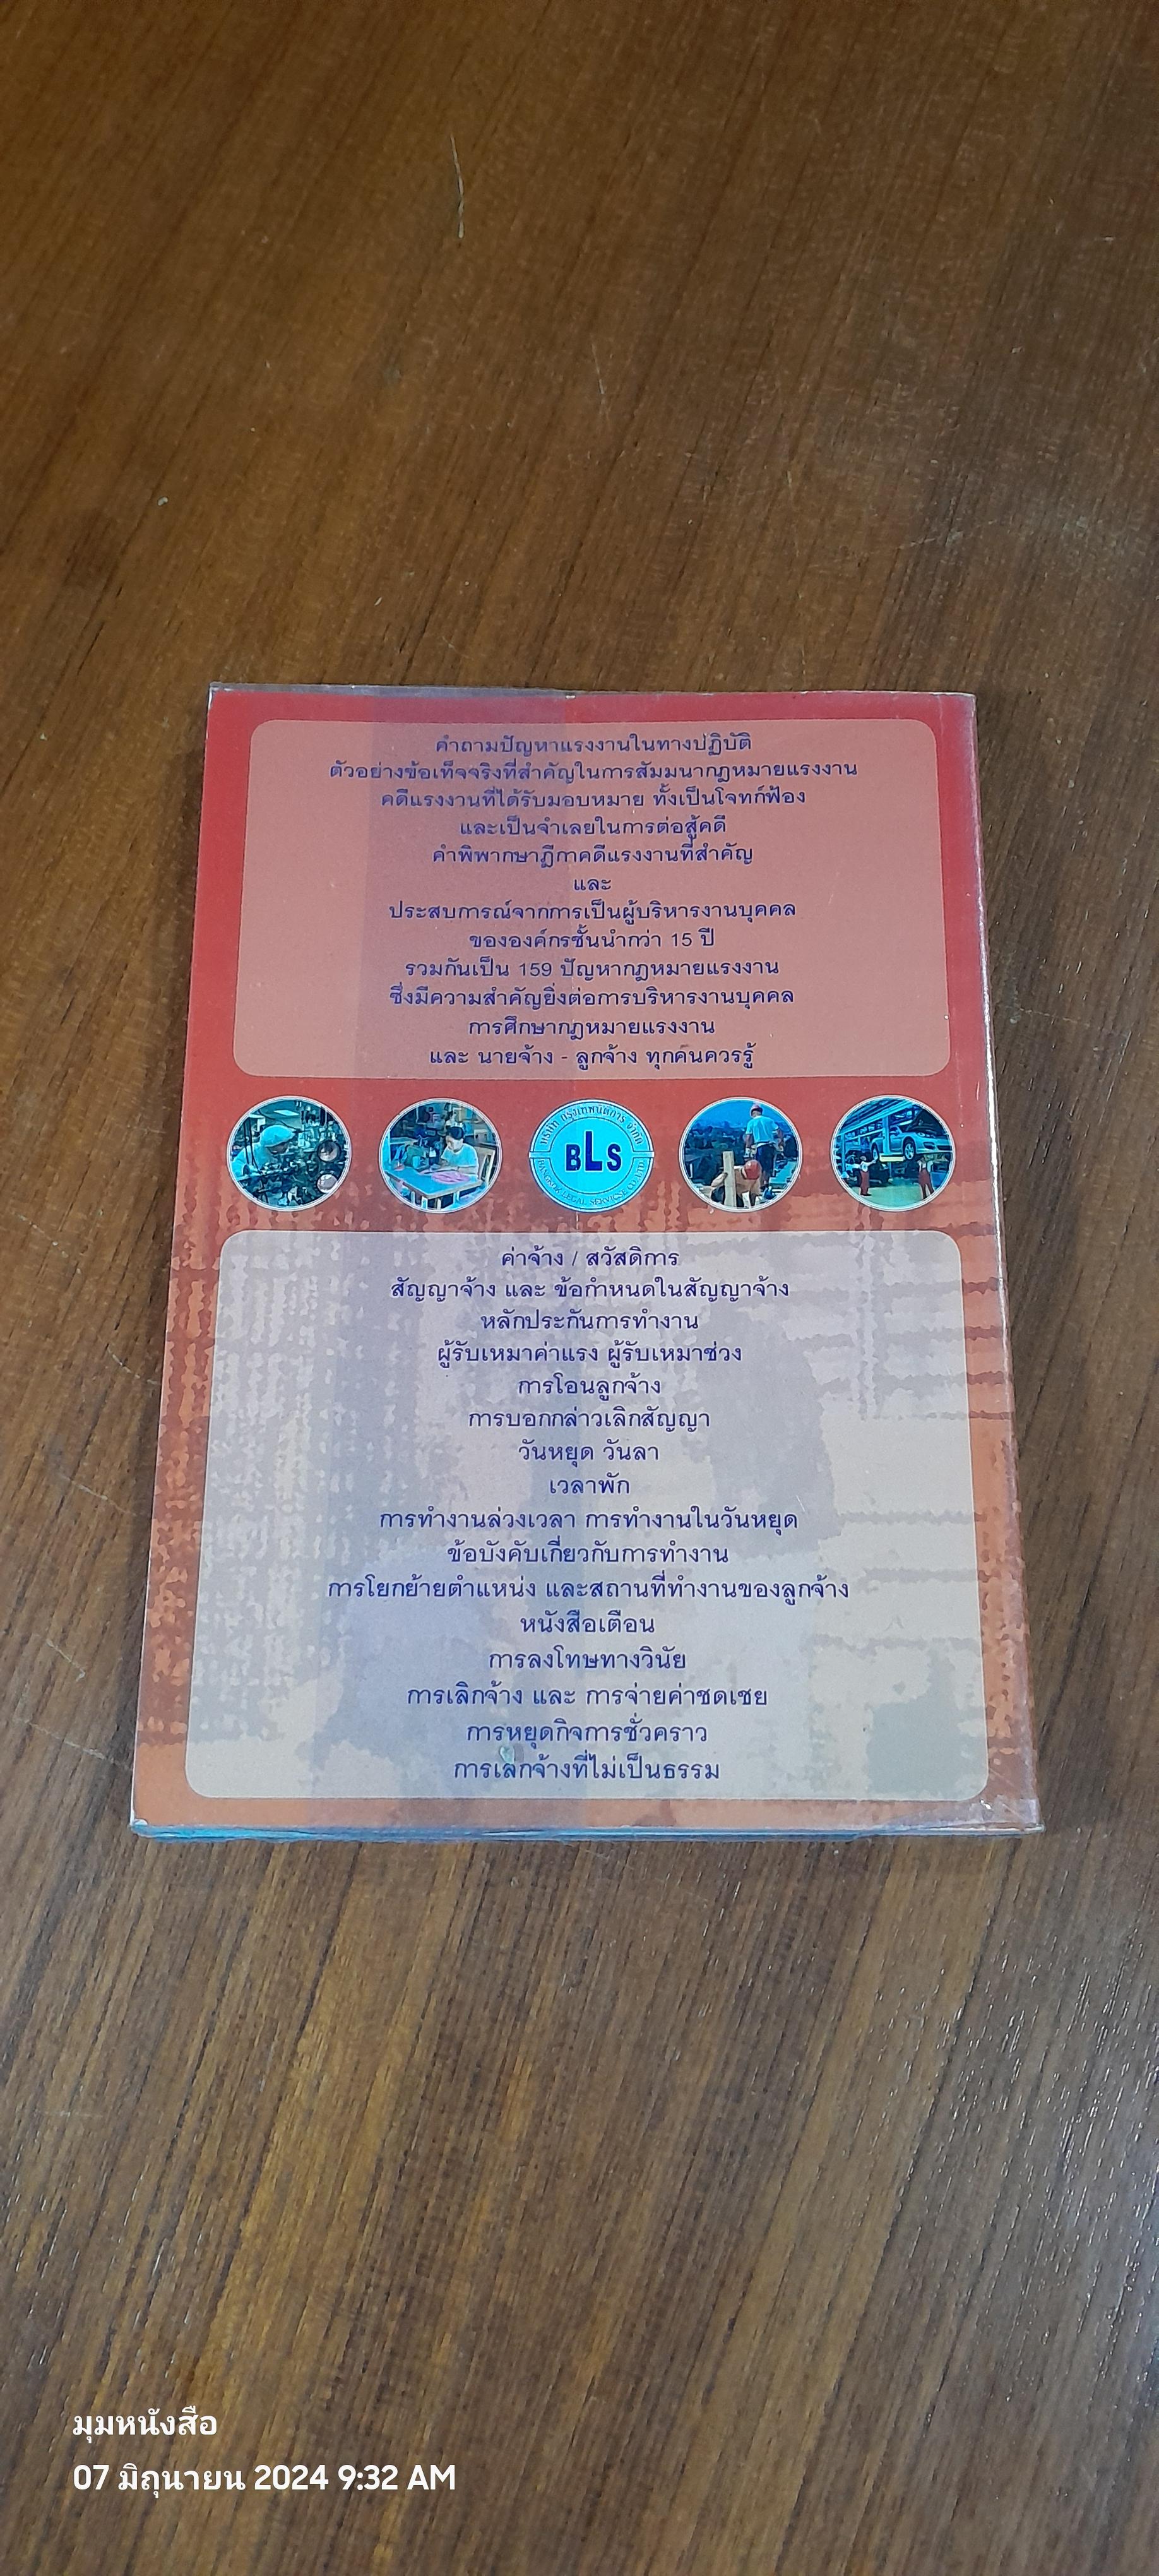 คำถามปัญหาแรงงานในทางปฏิบัติ
ตัวอย่างข้อเท็จจริงที่สำคัญในการสัมมนากฎหมายแรงงาน
คดีแรงงานที่ได้รับมอบหมาย ทั้งเป็นโจทก์ฟ้อง
และเป็นจำเลยในการต่อสู้คดี
คำพิพากษาฎีกาคดีแรงงานที่สำคัญ
และ
ประสบการณ์จากการเป็นผู้บริหารงานบุคคล
ขององค์กรชั้นนำกว่า 15 ปี
รวมกันเป็น 159 ปัญหากฎหมายแรงงาน
ซึ่งมีความสำคัญยิ่งต่อการบริหารงานบุคคล
การศึกษากฎหมายแรงงาน
และ นายจ้าง - ลูกจ้าง ทุกคนควรรู้
บริษัท กรุงเทพนิติการ จำกัด
BLS
BANGKOK LEGAL SERVICE CO.,LTD.
ค่าจ้าง / สวัสดิการ
สัญญาจ้าง และ ข้อกำหนดในสัญญาจ้าง
หลักประกันการทำงาน
ผู้รับเหมาค่าแรง ผู้รับเหมาช่วง
การโอนลูกจ้าง
การบอกกล่าวเลิกสัญญา
วันหยุด วันลา
เวลาพัก
การทำงานล่วงเวลา การทำงานในวันหยุด
ข้อบังคับเกี่ยวกับการทำงาน
การโยกย้ายตำแหน่ง และสถานที่ทำงานของลูกจ้าง
หนังสือเตือน
การลงโทษทางวินัย
การเลิกจ้าง และ การจ่ายค่าชดเชย
การหยุดกิจการชั่วคราว
การเลิกจ้างที่ไม่เป็นธรรม
มุมหนังสือ
07 มิถุนายน 2024 9:32 AM